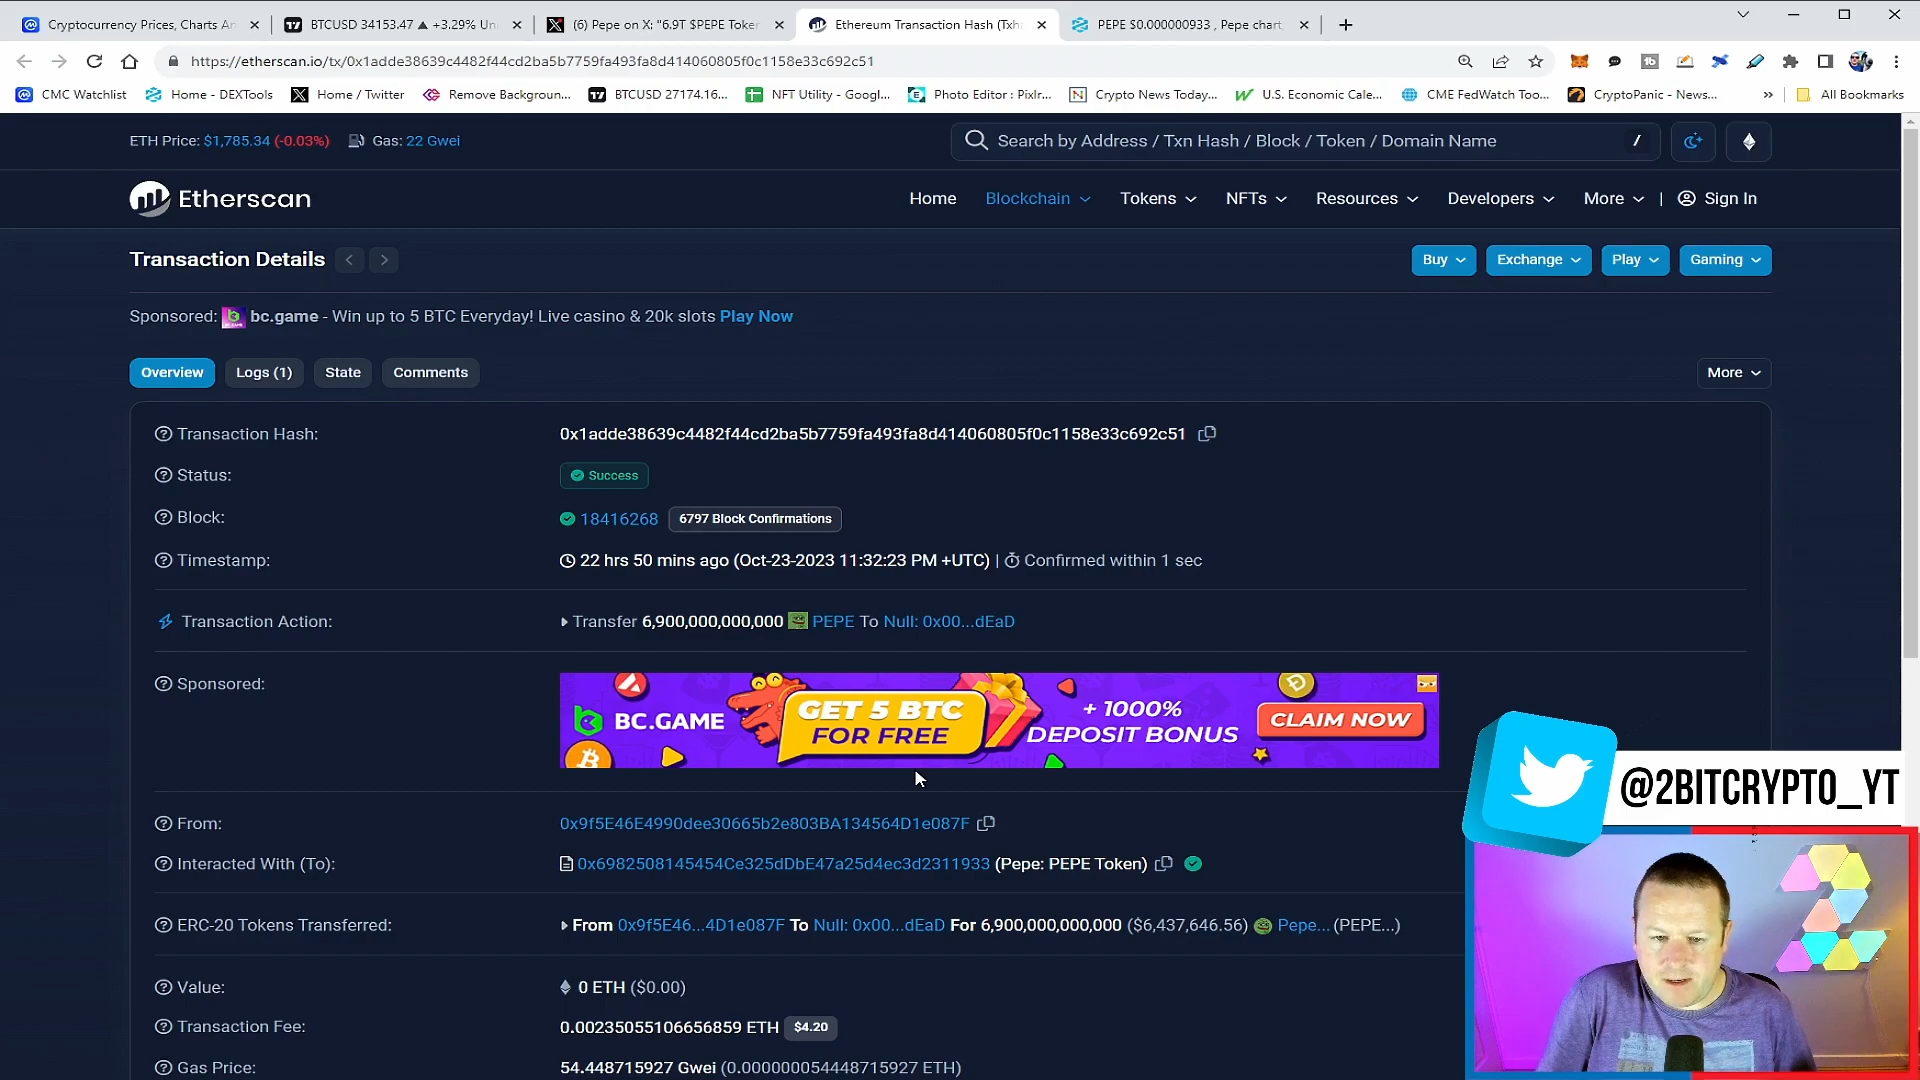 Cryptocurrency Prices, Charts An
BTCUSD 34153.47 ▲ +3.29% Un
(6) Pepe on X: "6.9T $PEPE Token
Ethereum Transaction Hash (Txha
PEPE $0.000000933 , Pepe chart,
https://etherscan.io/tx/0x1adde38639c4482f44cd2ba5b7759fa493fa8d414060805f0c1158e33c692c51
CMC Watchlist
Home - DEXTools
Home / Twitter
Remove Backgroun...
BTCUSD 27174.16...
NFT Utility - Googl...
Photo Editor : Pixlr...
Crypto News Today...
U.S. Economic Cale...
CME FedWatch Too...
CryptoPanic - News...
»
All Bookmarks
ETH Price: $1,785.34 (-0.03%) Gas: 22 Gwei
Search by Address / Txn Hash / Block / Token / Domain Name /
Etherscan
Home Blockchain Tokens NFTs Resources Developers More | Sign In
Transaction Details
Buy Exchange Play Gaming
Sponsored: bc.game - Win up to 5 BTC Everyday! Live casino & 20k slots Play Now
Overview Logs (1) State Comments More
Transaction Hash: 0x1adde38639c4482f44cd2ba5b7759fa493fa8d414060805f0c1158e33c692c51
Status: Success
Block: 18416268 6797 Block Confirmations
Timestamp: 22 hrs 50 mins ago (Oct-23-2023 11:32:23 PM +UTC) | Confirmed within 1 sec
Transaction Action: Transfer 6,900,000,000,000 PEPE To Null: 0x00...dEaD
Sponsored:
BC.GAME
GET 5 BTC
FOR FREE
+ 1000%
DEPOSIT BONUS
CLAIM NOW
@2BITCRYPTO_YT
From: 0x9f5E46E4990dee30665b2e803BA134564D1e087F
Interacted With (To): 0x6982508145454Ce325dDbE47a25d4ec3d2311933 (Pepe: PEPE Token)
ERC-20 Tokens Transferred: From 0x9f5E46...4D1e087F To Null: 0x00...dEaD For 6,900,000,000,000 ($6,437,646.56) Pepe... (PEPE...)
Value: 0 ETH ($0.00)
Transaction Fee: 0.00235055106656859 ETH $4.20
Gas Price: 54.448715927 Gwei (0.000000054448715927 ETH)